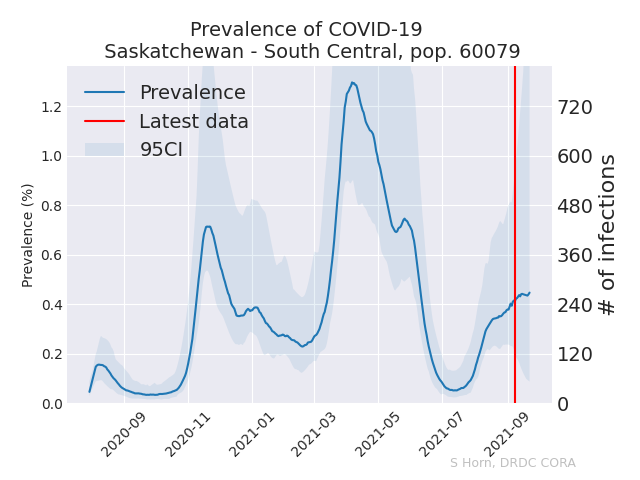 Prevalence of COVID-19
Saskatchewan - South Central, pop. 60079
Prevalence
Latest data
95CI
Prevalence (%)
1.2
1.0
0.8
0.6
0.4
0.2
0.0
720
600
480
360
240
120
0
# of infections
2020-09
2020-11
2021-01
2021-03
2021-05
2021-07
2021-09
S Horn, DRDC CORA